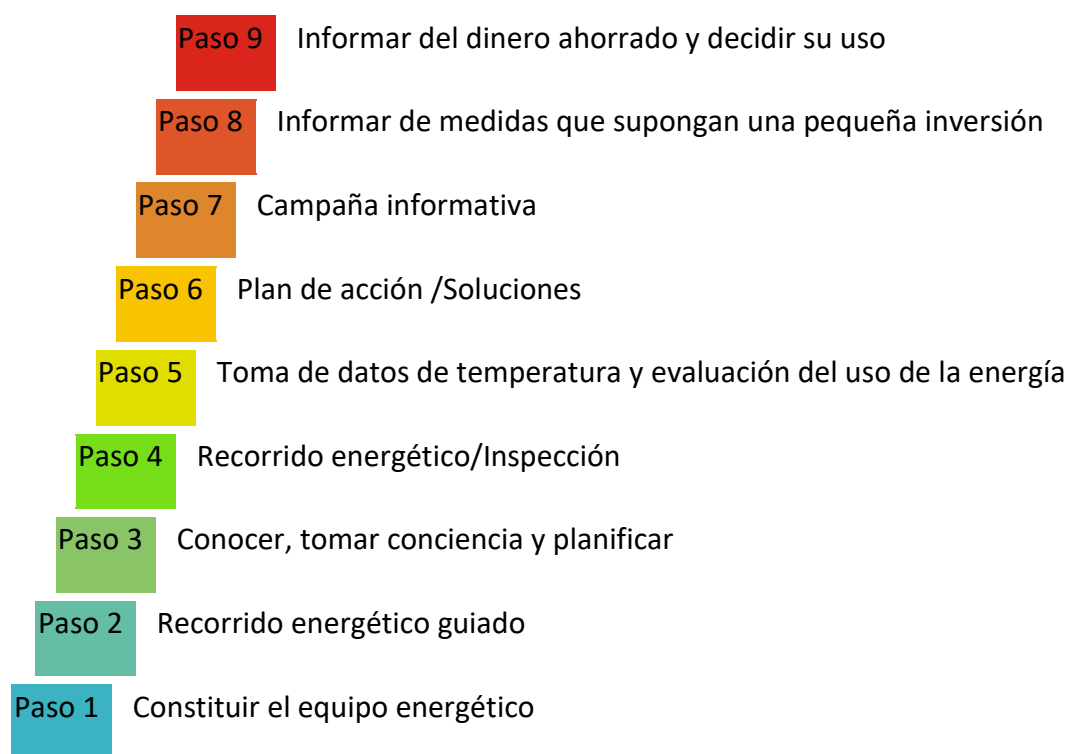 Paso 9 Informar del dinero ahorrado y decidir su uso
Paso 8 Informar de medidas que supongan una pequeña inversión
Paso 7 Campaña informativa
Paso 6 Plan de acción /Soluciones
Paso 5 Toma de datos de temperatura y evaluación del uso de la energía
Paso 4 Recorrido energético/Inspección
Paso 3 Conocer, tomar conciencia y planificar
Paso 2 Recorrido energético guiado
Paso 1 Constituir el equipo energético